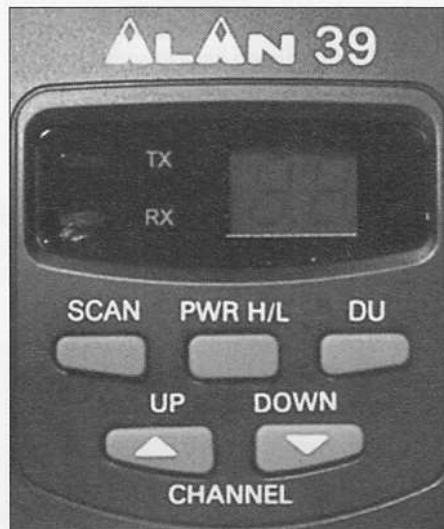 ALAN 39
TX
RX
SCAN PWR H/L DU
UP DOWN
CHANNEL